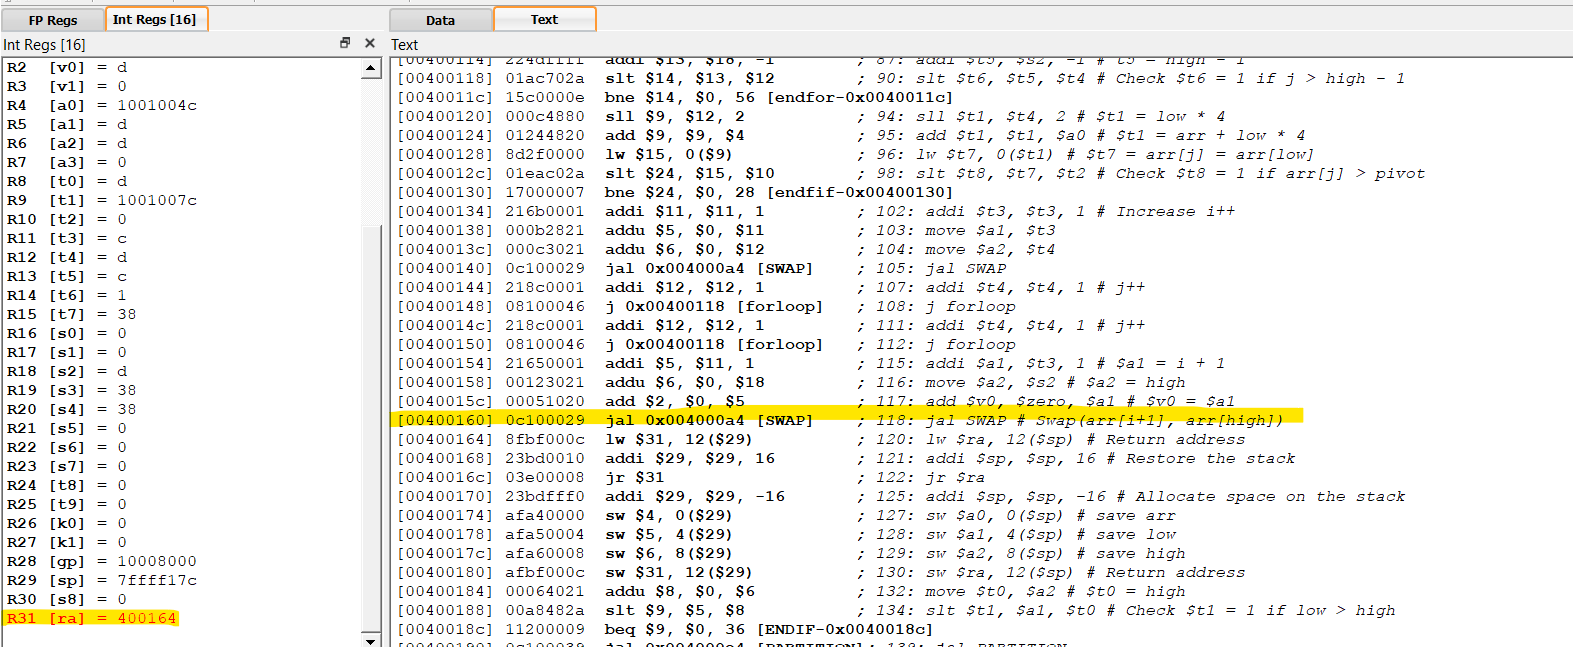 FP Regs
Int Regs [16]
Data
Text
Int Regs [16]
Text
R2 [v0] = d
R3 [v1] = 0
R4 [a0] = 1001004c
R5 [a1] = d
R6 [a2] = d
R7 [a3] = 0
R8 [t0] = d
R9 [t1] = 1001007c
R10 [t2] = 0
R11 [t3] = c
R12 [t4] = d
R13 [t5] = c
R14 [t6] = 1
R15 [t7] = 38
R16 [s0] = 0
R17 [s1] = 0
R18 [s2] = d
R19 [s3] = 38
R20 [s4] = 38
R21 [s5] = 0
R22 [s6] = 0
R23 [s7] = 0
R24 [t8] = 0
R25 [t9] = 0
R26 [k0] = 0
R27 [k1] = 0
R28 [gp] = 10008000
R29 [sp] = 7ffff17c
R30 [s8] = 0
R31 [ra] = 400164
[00400114] 224dffff addi $13, $18, -1 ; 87: addi $t5, $s2, -1 # t5 = high - 1
[00400118] 01ac702a slt $14, $13, $12 ; 90: slt $t6, $t5, $t4 # Check $t6 = 1 if j > high - 1
[0040011c] 15c0000e bne $14, $0, 56 [endfor-0x0040011c]
[00400120] 000c4880 sll $9, $12, 2 ; 94: sll $t1, $t4, 2 # $t1 = low * 4
[00400124] 01244820 add $9, $9, $4 ; 95: add $t1, $t1, $a0 # $t1 = arr + low * 4
[00400128] 8d2f0000 lw $15, 0($9) ; 96: lw $t7, 0($t1) # $t7 = arr[j] = arr[low]
[0040012c] 01eac02a slt $24, $15, $10 ; 98: slt $t8, $t7, $t2 # Check $t8 = 1 if arr[j] > pivot
[00400130] 17000007 bne $24, $0, 28 [endfif-0x00400130]
[00400134] 216b0001 addi $11, $11, 1 ; 102: addi $t3, $t3, 1 # Increase i++
[00400138] 000b2821 addu $5, $0, $11 ; 103: move $a1, $t3
[0040013c] 000c3021 addu $6, $0, $12 ; 104: move $a2, $t4
[00400140] 0c100029 jal 0x004000a4 [SWAP] ; 105: jal SWAP
[00400144] 218c0001 addi $12, $12, 1 ; 107: addi $t4, $t4, 1 # j++
[00400148] 08100046 j 0x00400118 [forloop] ; 108: j forloop
[0040014c] 218c0001 addi $12, $12, 1 ; 111: addi $t4, $t4, 1 # j++
[00400150] 08100046 j 0x00400118 [forloop] ; 112: j forloop
[00400154] 21650001 addi $5, $11, 1 ; 115: addi $a1, $t3, 1 # $a1 = i + 1
[00400158] 00123021 addu $6, $0, $18 ; 116: move $a2, $s2 # $a2 = high
[0040015c] 00051020 add $2, $0, $5 ; 117: add $v0, $zero, $a1 # $v0 = $a1
[00400160] 0c100029 jal 0x004000a4 [SWAP] ; 118: jal SWAP # Swap(arr[i+1], arr[high])
[00400164] 8fbf000c lw $31, 12($29) ; 120: lw $ra, 12($sp) # Return address
[00400168] 23bd0010 addi $29, $29, 16 ; 121: addi $sp, $sp, 16 # Restore the stack
[0040016c] 03e00008 jr $31 ; 122: jr $ra
[00400170] 23bdfff0 addi $29, $29, -16 ; 125: addi $sp, $sp, -16 # Allocate space on the stack
[00400174] afa40000 sw $4, 0($29) ; 127: sw $a0, 0($sp) # save arr
[00400178] afa50004 sw $5, 4($29) ; 128: sw $a1, 4($sp) # save low
[0040017c] afa60008 sw $6, 8($29) ; 129: sw $a2, 8($sp) # save high
[00400180] afbf000c sw $31, 12($29) ; 130: sw $ra, 12($sp) # Return address
[00400184] 00064021 addu $8, $0, $6 ; 132: move $t0, $a2 # $t0 = high
[00400188] 00a8482a slt $9, $5, $8 ; 134: slt $t1, $a1, $t0 # Check $t1 = 1 if low > high
[0040018c] 11200009 beq $9, $0, 36 [ENDIF-0x0040018c]